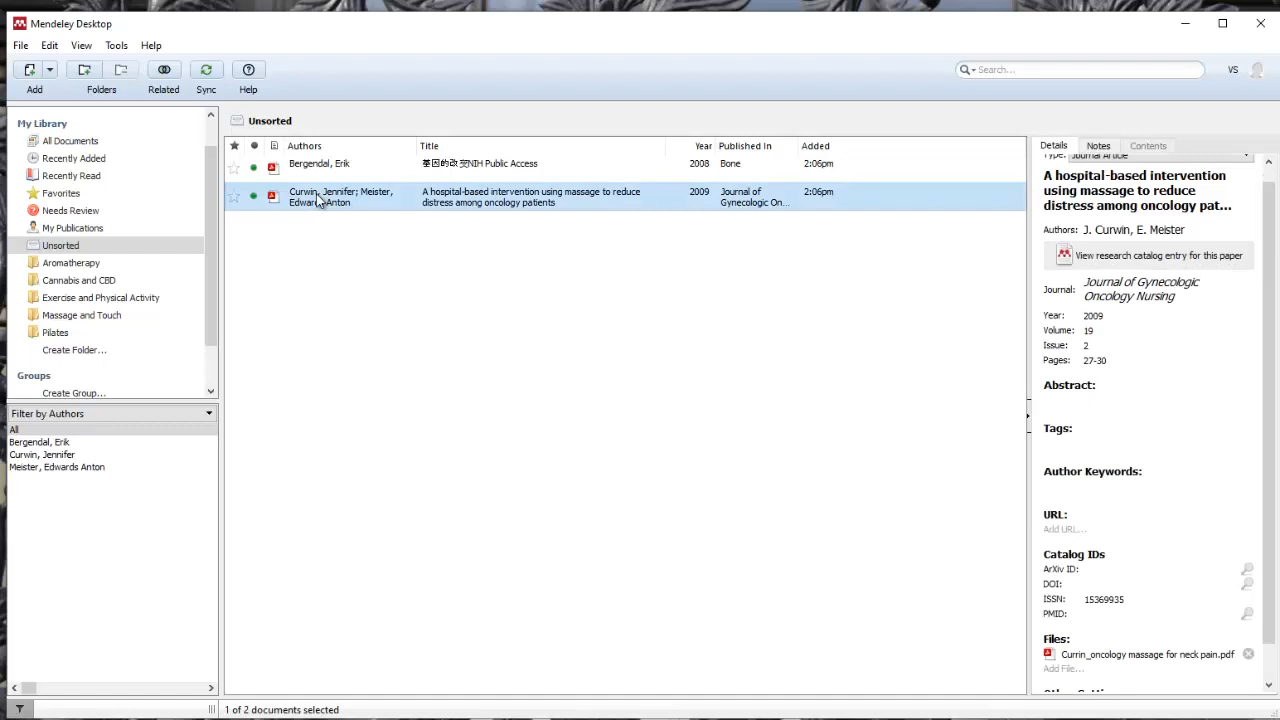 Mendeley Desktop
File Edit View Tools Help
Search...
VS
Add Folders Related Sync Help
My Library
All Documents
Recently Added
Recently Read
Favorites
Needs Review
My Publications
Unsorted
Aromatherapy
Cannabis and CBD
Exercise and Physical Activity
Massage and Touch
Pilates
Create Folder...
Groups
Create Group...
Filter by Authors
All
Bergendal, Erik
Curwin, Jennifer
Meister, Edwards Anton
Unsorted
Authors Title Year Published In Added
Bergendal, Erik 基因的改变NIH Public Access 2008 Bone 2:06pm
Curwin, Jennifer; Meister, A hospital-based intervention using massage to reduce 2009 Journal of 2:06pm
Edwards Anton distress among oncology patients Gynecologic On...
1 of 2 documents selected
Details Notes Contents
Type: Journal Article
A hospital-based intervention
using massage to reduce
distress among oncology pat...
Authors: J. Curwin, E. Meister
View research catalog entry for this paper
Journal: Journal of Gynecologic
Oncology Nursing
Year: 2009
Volume: 19
Issue: 2
Pages: 27-30
Abstract:
Tags:
Author Keywords:
URL:
Add URL...
Catalog IDs
ArXiv ID:
DOI:
ISSN: 15369935
PMID:
Files:
Currin_oncology massage for neck pain.pdf
Add File...